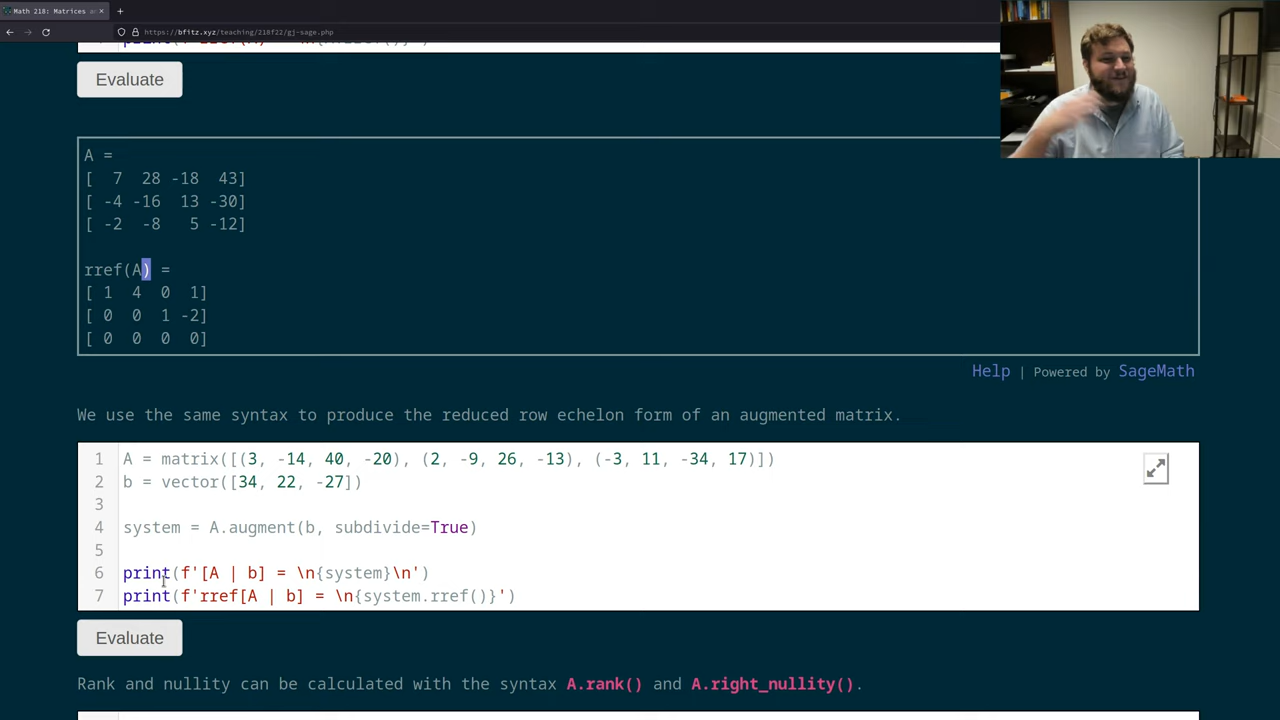 Math 218: Matrices an
https://bfitz.xyz/teaching/218f22/gj-sage.php
Evaluate
A =
[  7  28 -18  43]
[ -4 -16  13 -30]
[ -2  -8   5 -12]
rref(A) =
[ 1  4  0  1]
[ 0  0  1 -2]
[ 0  0  0  0]
Help | Powered by SageMath
We use the same syntax to produce the reduced row echelon form of an augmented matrix.
1 A = matrix([(3, -14, 40, -20), (2, -9, 26, -13), (-3, 11, -34, 17)])
2 b = vector([34, 22, -27])
3
4 system = A.augment(b, subdivide=True)
5
6 print(f'[A | b] = \n{system}\n')
7 print(f'rref[A | b] = \n{system.rref()}')
Evaluate
Rank and nullity can be calculated with the syntax A.rank() and A.right_nullity().